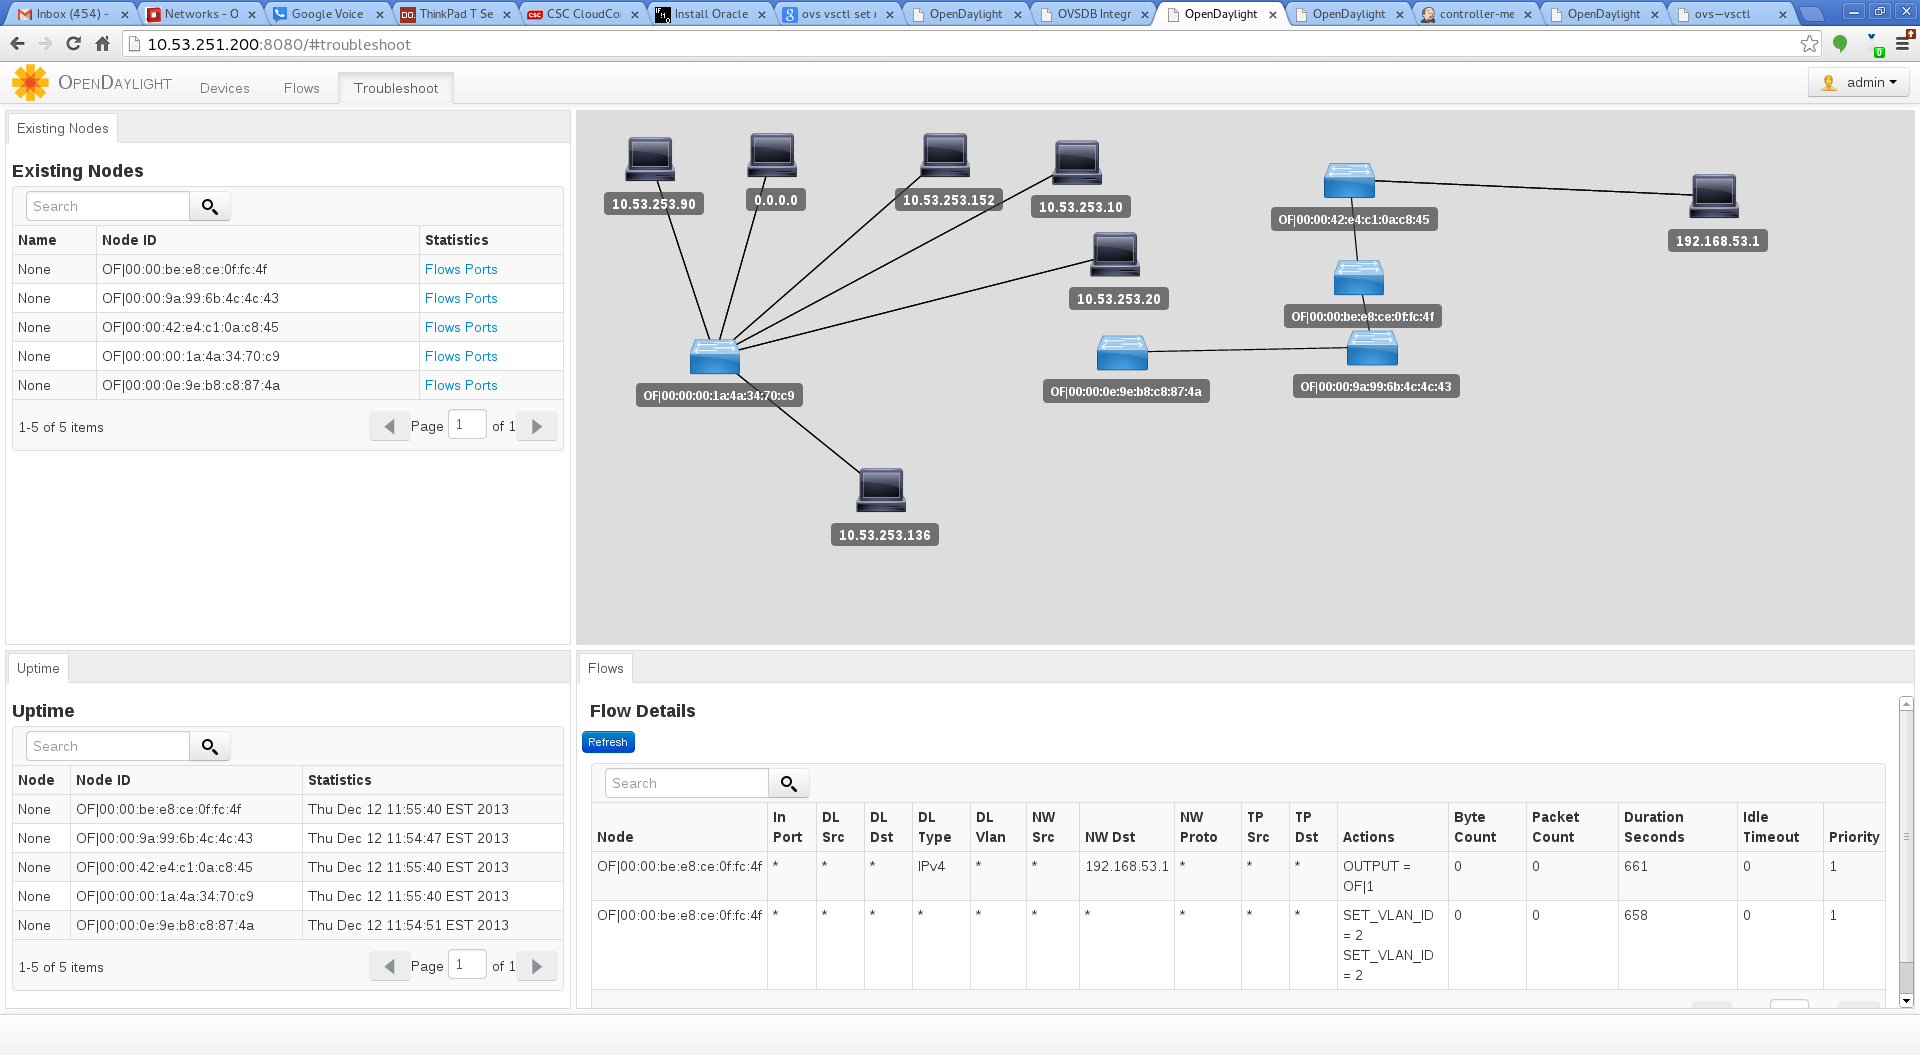 Inbox (454) -
Networks - O
Google Voice
ThinkPad T Se
CSC CloudCo
Install Oracle
ovs vsctl set
OpenDaylight
OVSDB Integr
OpenDaylight
OpenDaylight
controller-me
OpenDaylight
ovs-vsctl
10.53.251.200:8080/#troubleshoot
OPENDAYLIGHT
Devices
Flows
Troubleshoot
admin
Existing Nodes
Existing Nodes
Search
Name Node ID Statistics
None OF|00:00:be:e8:ce:0f:fc:4f Flows Ports
None OF|00:00:9a:99:6b:4c:4c:43 Flows Ports
None OF|00:00:42:e4:c1:0a:c8:45 Flows Ports
None OF|00:00:00:1a:4a:34:70:c9 Flows Ports
None OF|00:00:0e:9e:b8:c8:87:4a Flows Ports
1-5 of 5 items
Page 1 of 1
10.53.253.90
0.0.0.0
10.53.253.152
10.53.253.10
10.53.253.20
OF|00:00:42:e4:c1:0a:c8:45
192.168.53.1
OF|00:00:be:e8:ce:0f:fc:4f
OF|00:00:0e:9e:b8:c8:87:4a
OF|00:00:9a:99:6b:4c:4c:43
OF|00:00:00:1a:4a:34:70:c9
10.53.253.136
Uptime
Uptime
Search
Node Node ID Statistics
None OF|00:00:be:e8:ce:0f:fc:4f Thu Dec 12 11:55:40 EST 2013
None OF|00:00:9a:99:6b:4c:4c:43 Thu Dec 12 11:54:47 EST 2013
None OF|00:00:42:e4:c1:0a:c8:45 Thu Dec 12 11:55:40 EST 2013
None OF|00:00:00:1a:4a:34:70:c9 Thu Dec 12 11:55:40 EST 2013
None OF|00:00:0e:9e:b8:c8:87:4a Thu Dec 12 11:54:51 EST 2013
1-5 of 5 items
Page 1 of 1
Flows
Flow Details
Refresh
Search
Node In Port DL Src DL Dst DL Type DL Vlan NW Src NW Dst NW Proto TP Src TP Dst Actions Byte Count Packet Count Duration Seconds Idle Timeout Priority
OF|00:00:be:e8:ce:0f:fc:4f * * * IPv4 * * 192.168.53.1 * * * OUTPUT = 0 0 661 0 1
OF|1
OF|00:00:be:e8:ce:0f:fc:4f * * * * * * * * * * SET_VLAN_ID 0 0 658 0 1
= 2
SET_VLAN_ID
= 2